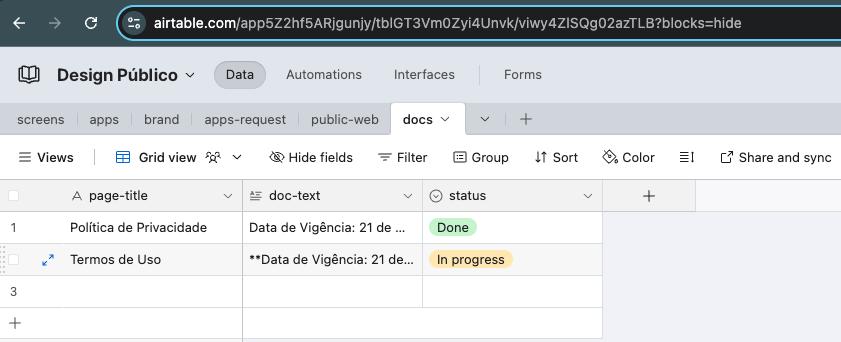 airtable.com/app5Z2hf5ARjgunjy/tblGT3Vm0Zyi4Unvk/viwy4ZlSQg02azTLB?blocks=hide
Design Público Data Automations Interfaces Forms
screens apps brand apps-request public-web docs
Views Grid view Hide fields Filter Group Sort Color Share and sync
page-title doc-text status
1 Política de Privacidade Data de Vigência: 21 de ... Done
Termos de Uso **Data de Vigência: 21 de... In progress
3